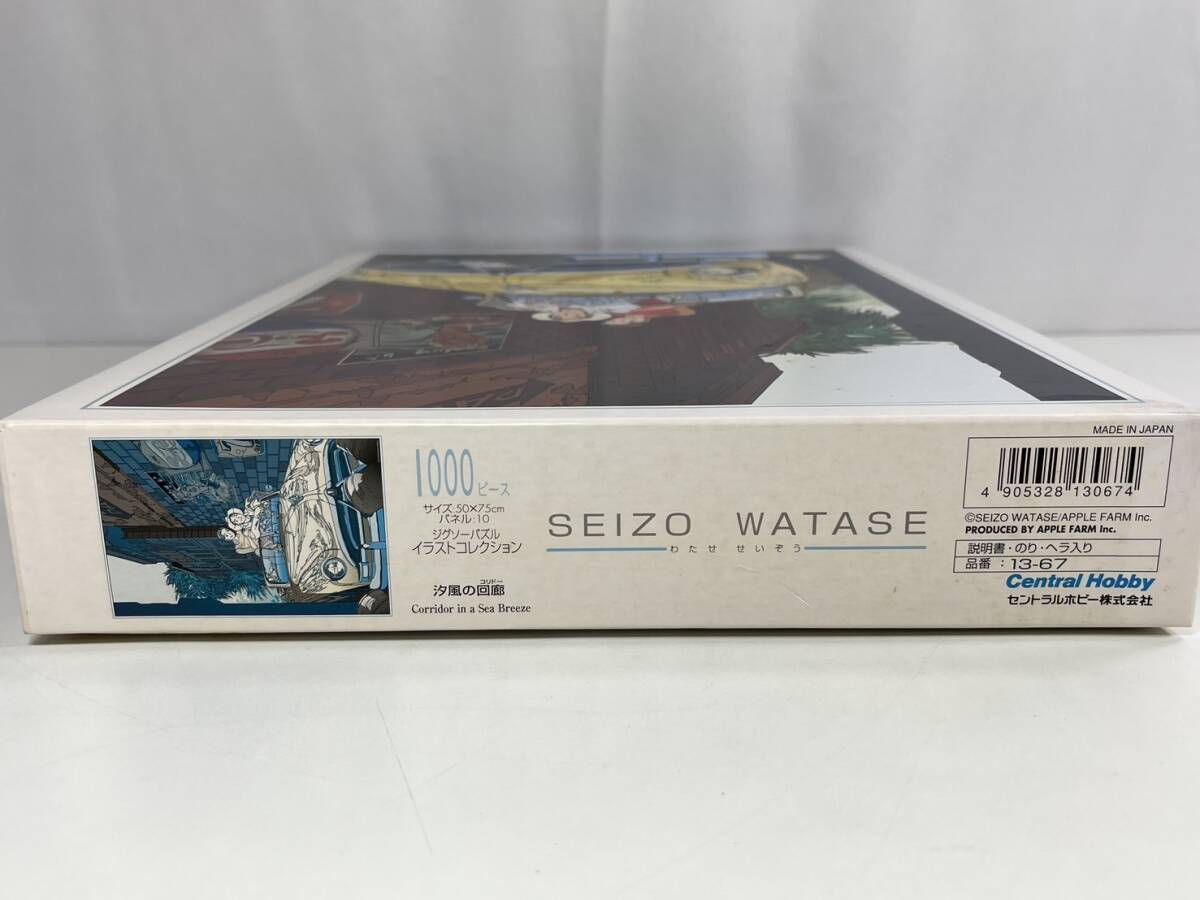 1000ピース
サイズ:50×75cm
パネル:10
ジグソーパズル
イラストコレクション
コリドー
汐風の回廊
Corridor in a Sea Breeze
SEIZO WATASE
わたせ せいぞう
MADE IN JAPAN
4 905328 130674
©SEIZO WATASE/APPLE FARM Inc.
PRODUCED BY APPLE FARM Inc.
説明書・のり・ヘラ入り
品番:13-67
Central Hobby
セントラルホビー株式会社